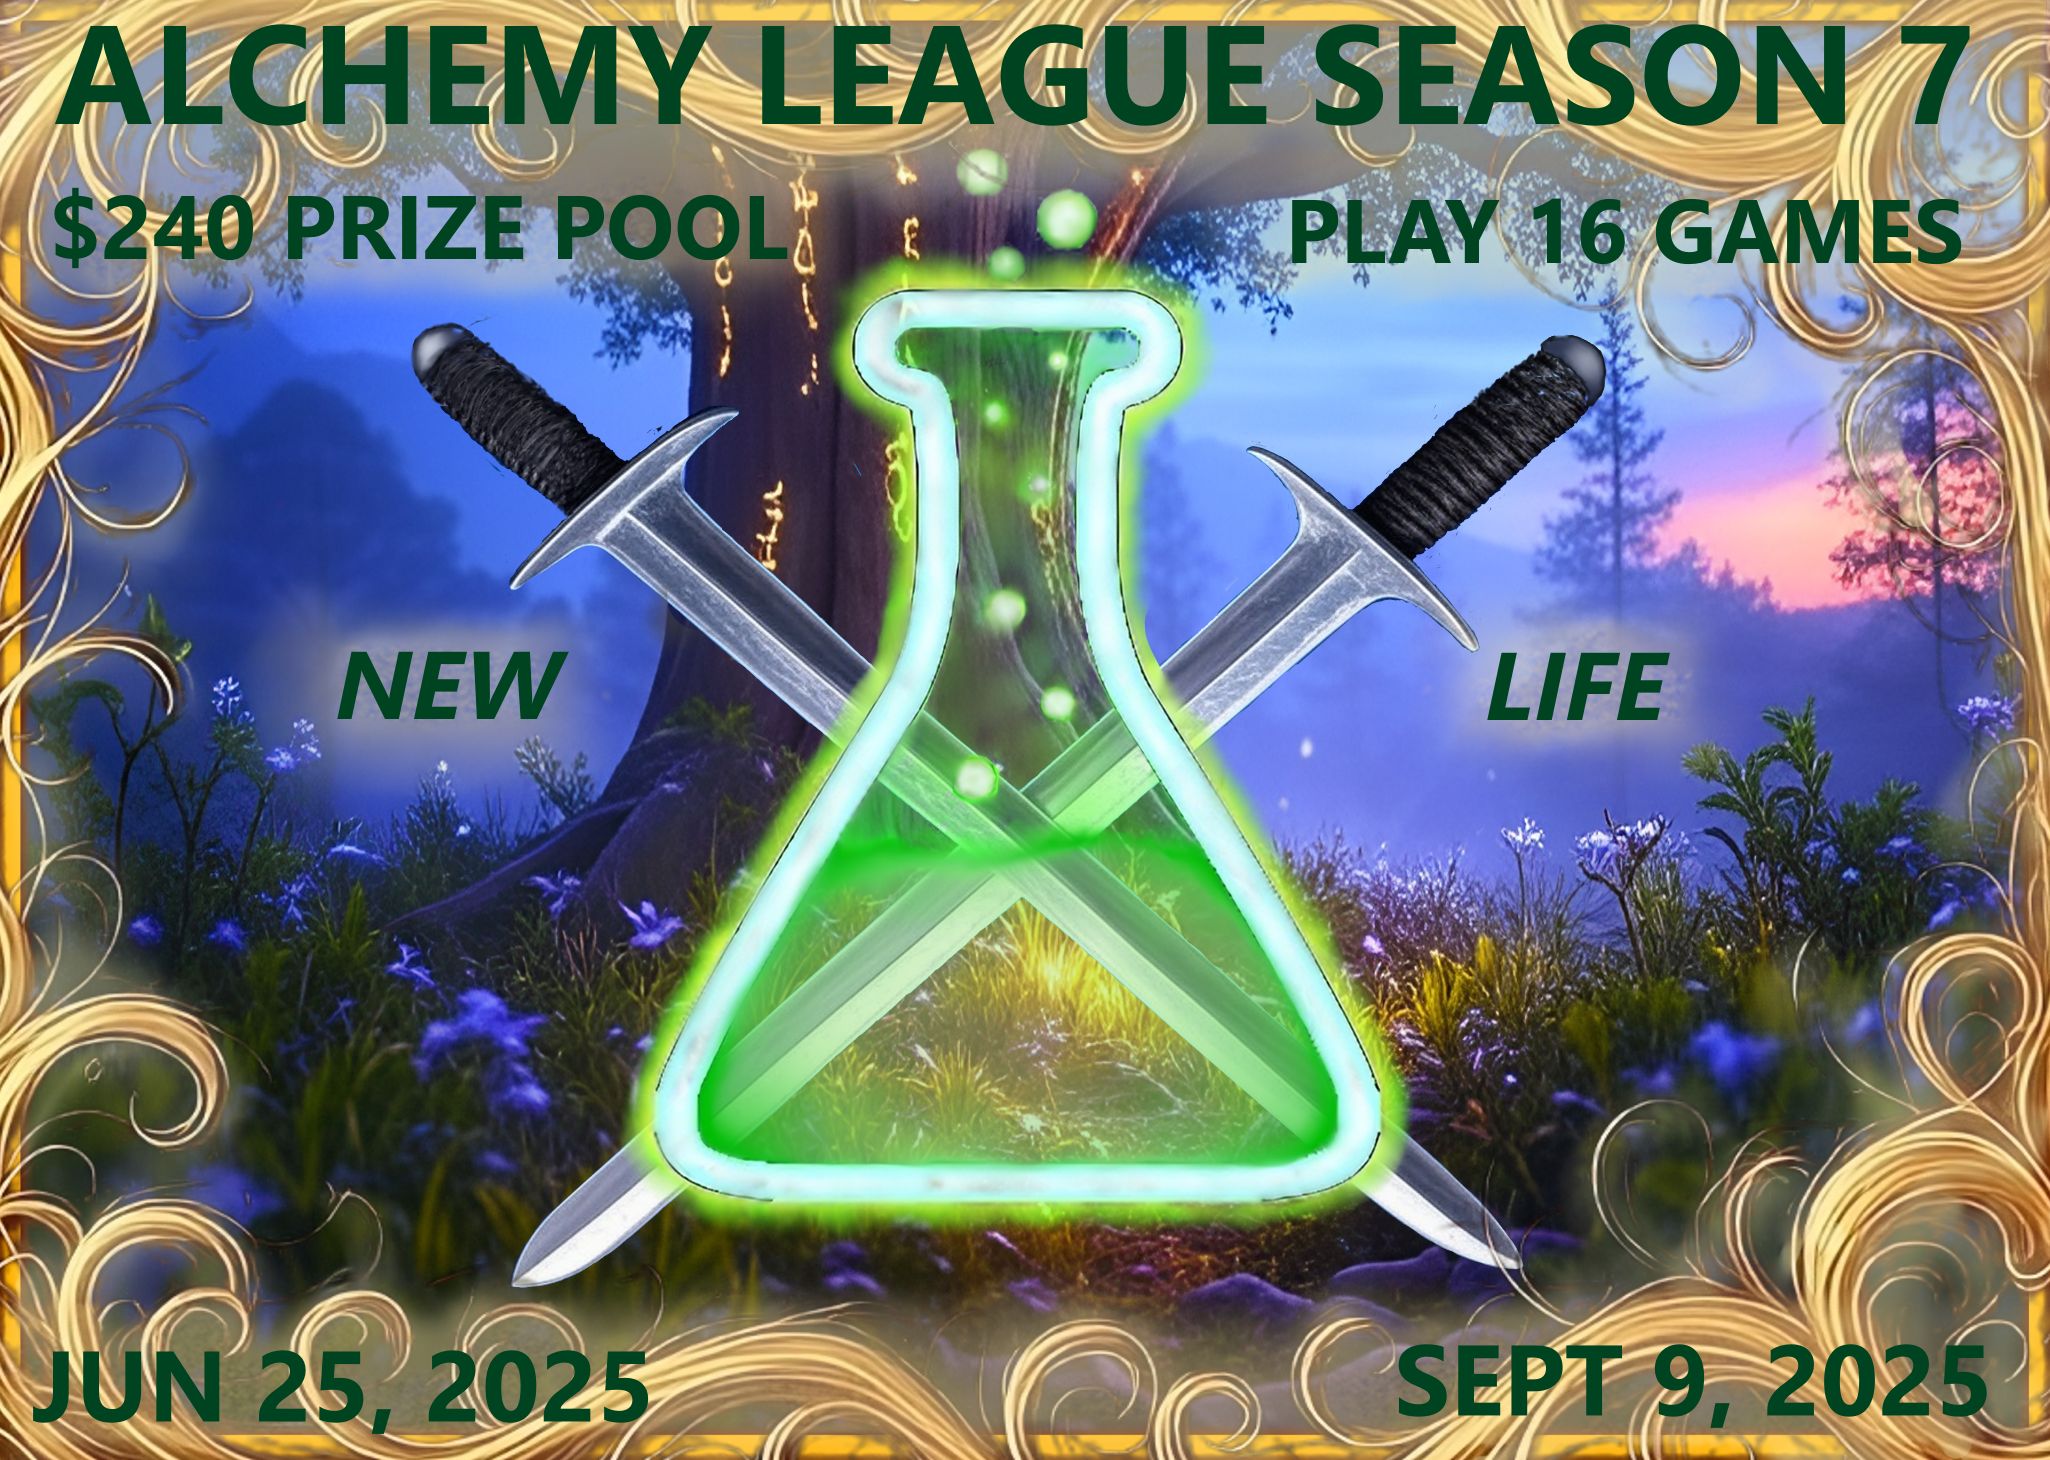 ALCHEMY LEAGUE SEASON 7
$240 PRIZE POOL
PLAY 16 GAMES
NEW
LIFE
JUN 25, 2025
SEPT 9, 2025